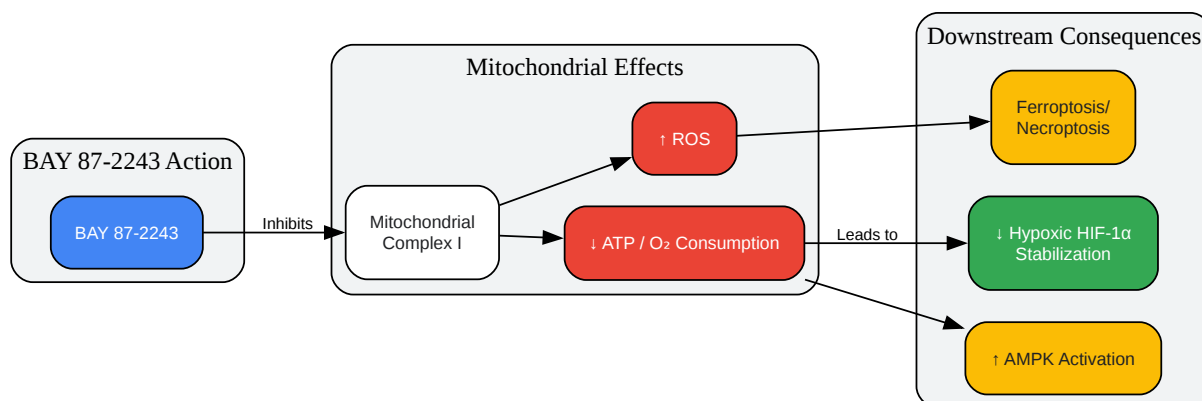 BAY 87-2243 Action
BAY 87-2243
Inhibits
Mitochondrial Effects
Mitochondrial
Complex I
↑ ROS
↓ ATP / O₂ Consumption
Leads to
Downstream Consequences
Ferroptosis/
Necroptosis
↓ Hypoxic HIF-1α
Stabilization
↑ AMPK Activation